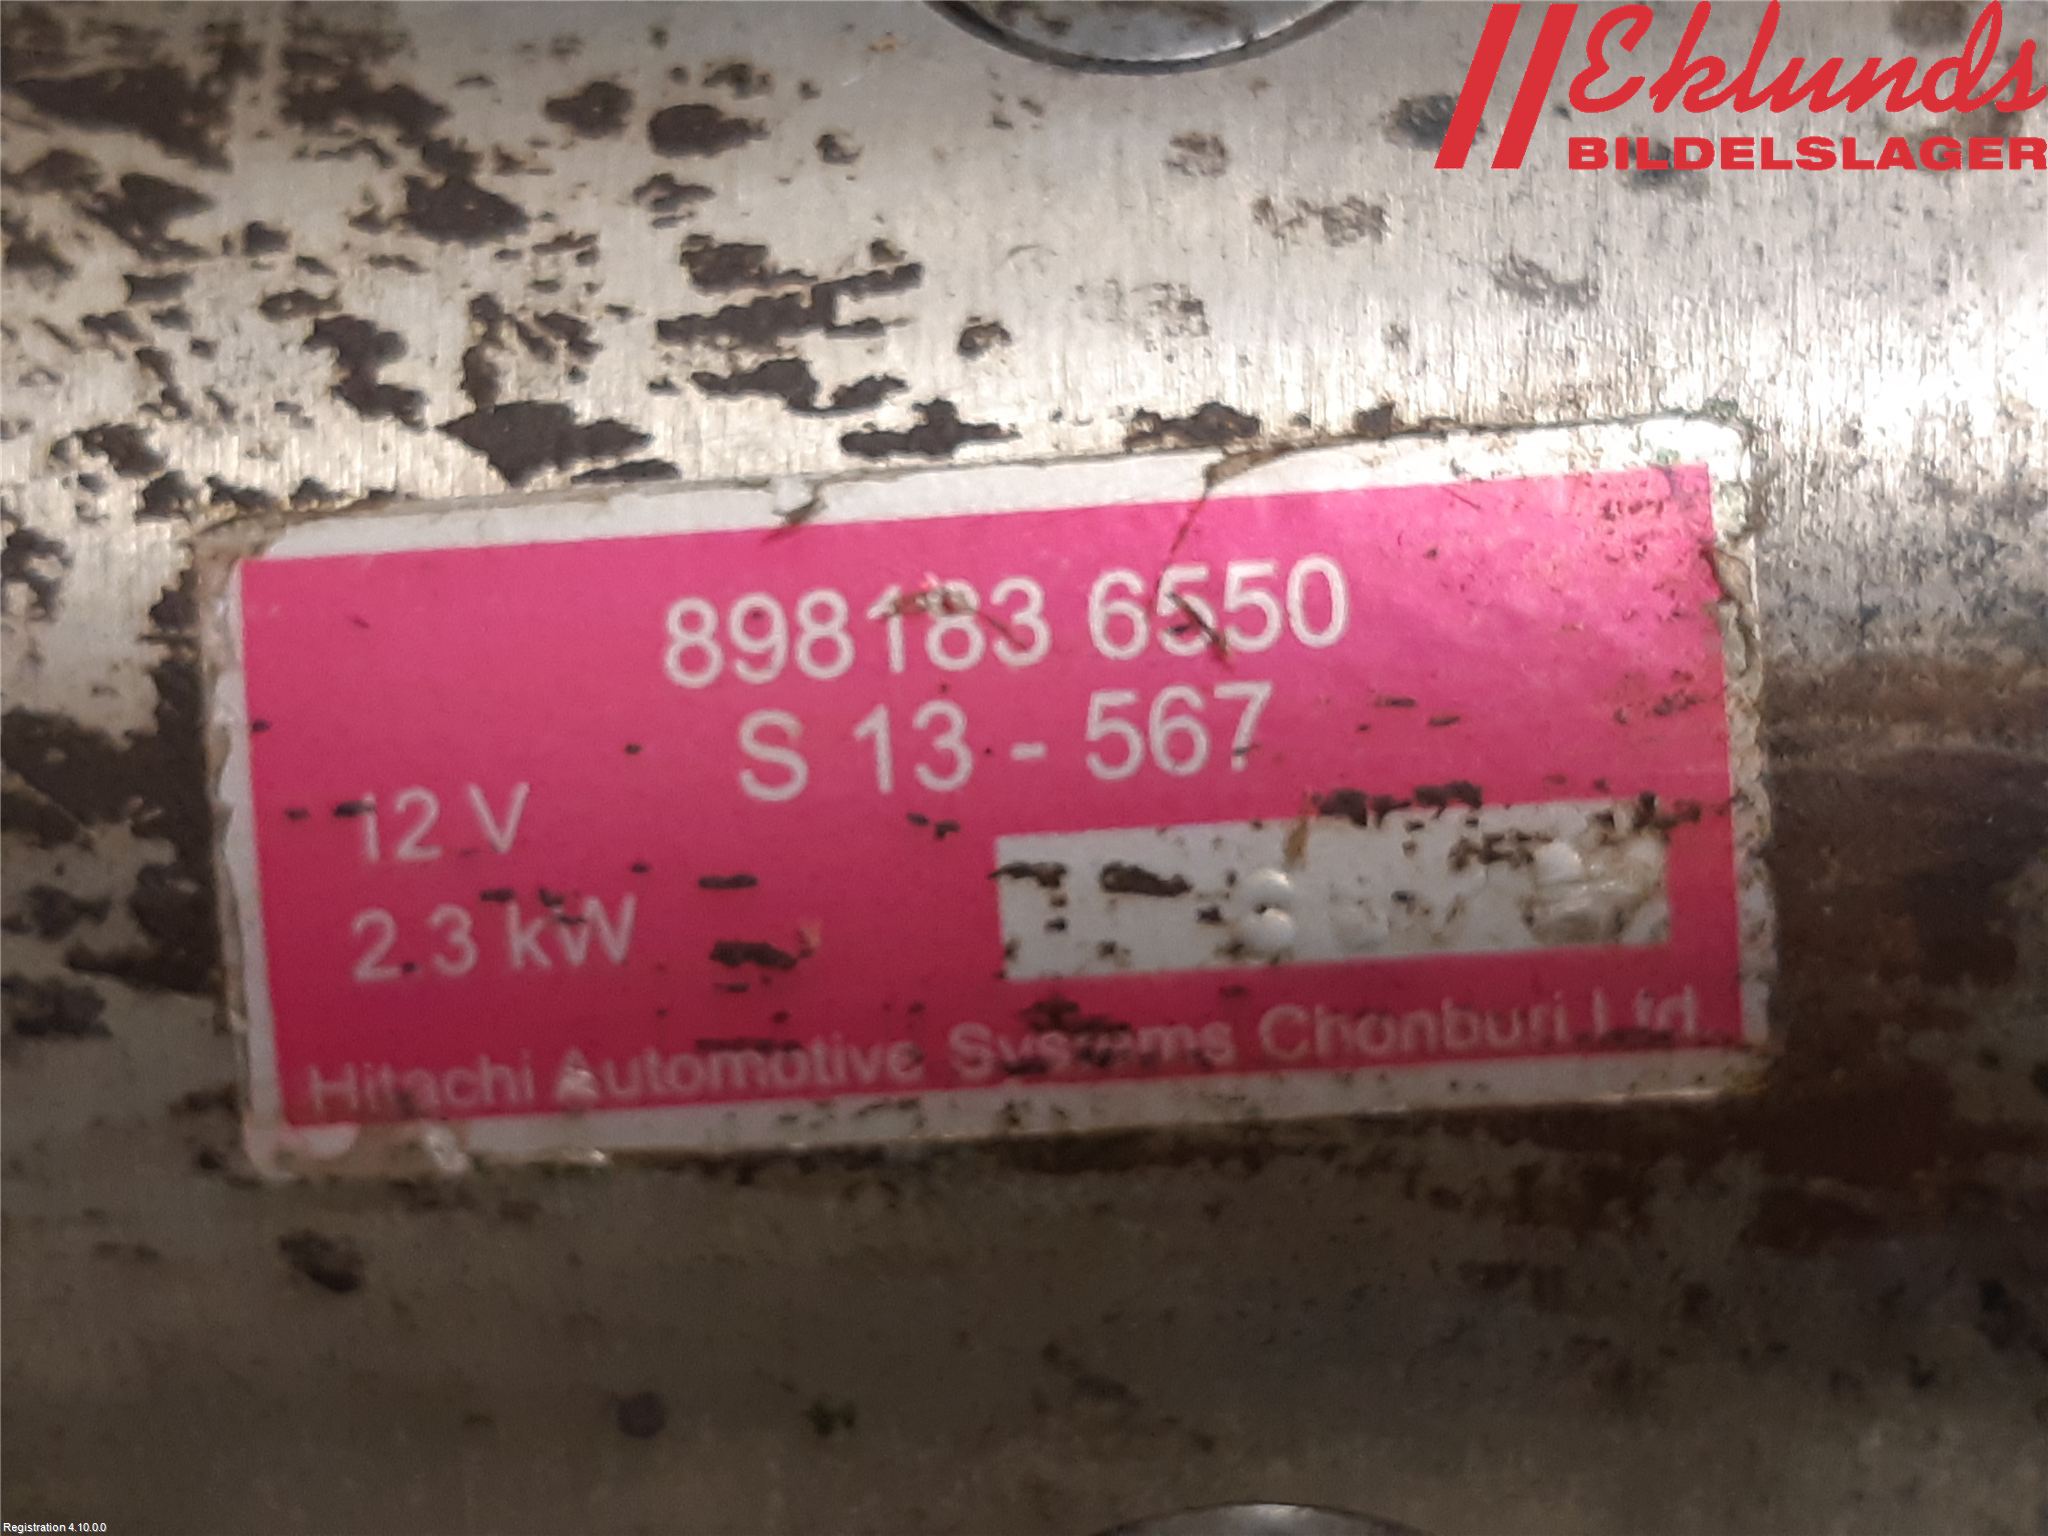 Eklunds
BILDELSLAGER
898183 6550
S 13 - 567
12 V
2.3 kW
Hitachi Automotive Systems Chonburi Ltd.
Registration 4.10.0.0